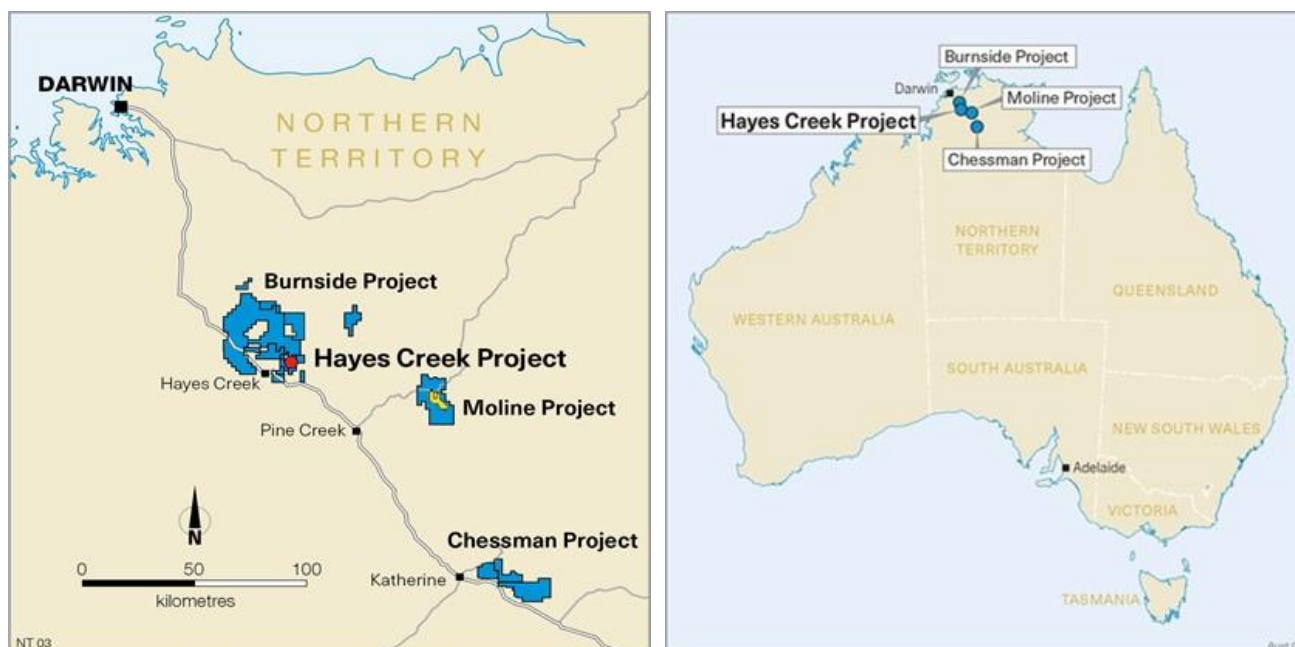 DARWIN
NORTHERN
TERRITORY
Burnside Project
Hayes Creek Project
Hayes Creek
Moline Project
Pine Creek
N
Chessman Project
Katherine
0 50 100
kilometres
NT 03
Burnside Project
Darwin
Moline Project
Hayes Creek Project
Chessman Project
NORTHERN
TERRITORY
QUEENSLAND
WESTERN AUSTRALIA
SOUTH AUSTRALIA
NEW SOUTH WALES
Adelaide
VICTORIA
TASMANIA